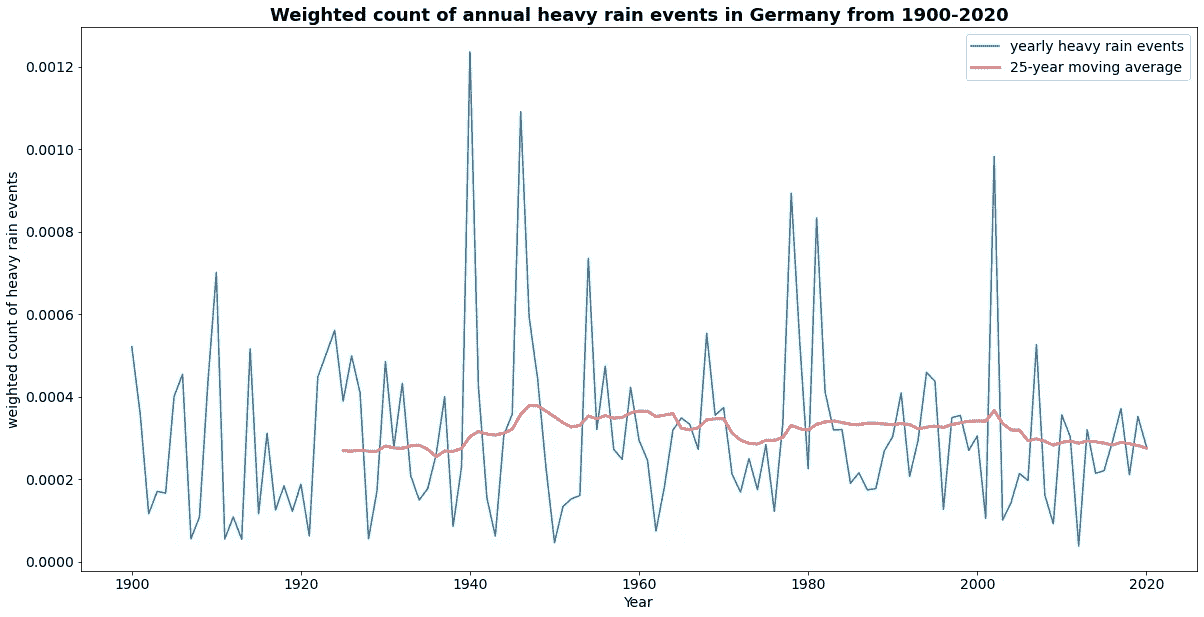 Weighted count of annual heavy rain events in Germany from 1900-2020
yearly heavy rain events
25-year moving average
weighted count of heavy rain events
0.0012
0.0010
0.0008
0.0006
0.0004
0.0002
0.0000
1900
1920
1940
1960
1980
2000
2020
Year